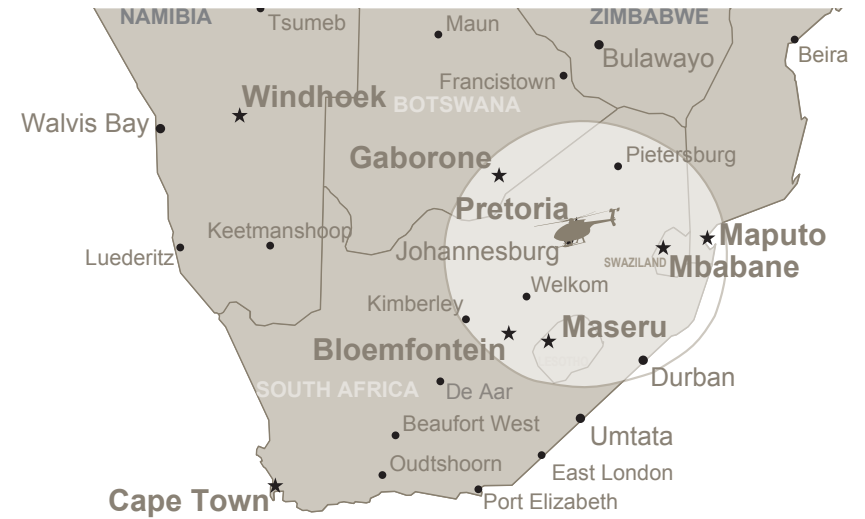 NAMIBIA
ZIMBABWE
Tsumeb
Maun
Beira
Bulawayo
Francistown
Windhoek
BOTSWANA
Walvis Bay
Gaborone
Pietersburg
Pretoria
Keetmanshoop
Johannesburg
Maputo
Luederitz
SWAZILAND
Mbabane
Welkom
Kimberley
Maseru
Bloemfontein
Durban
SOUTH AFRICA
De Aar
Beaufort West
Umtata
Oudtshoorn
East London
Cape Town
Port Elizabeth